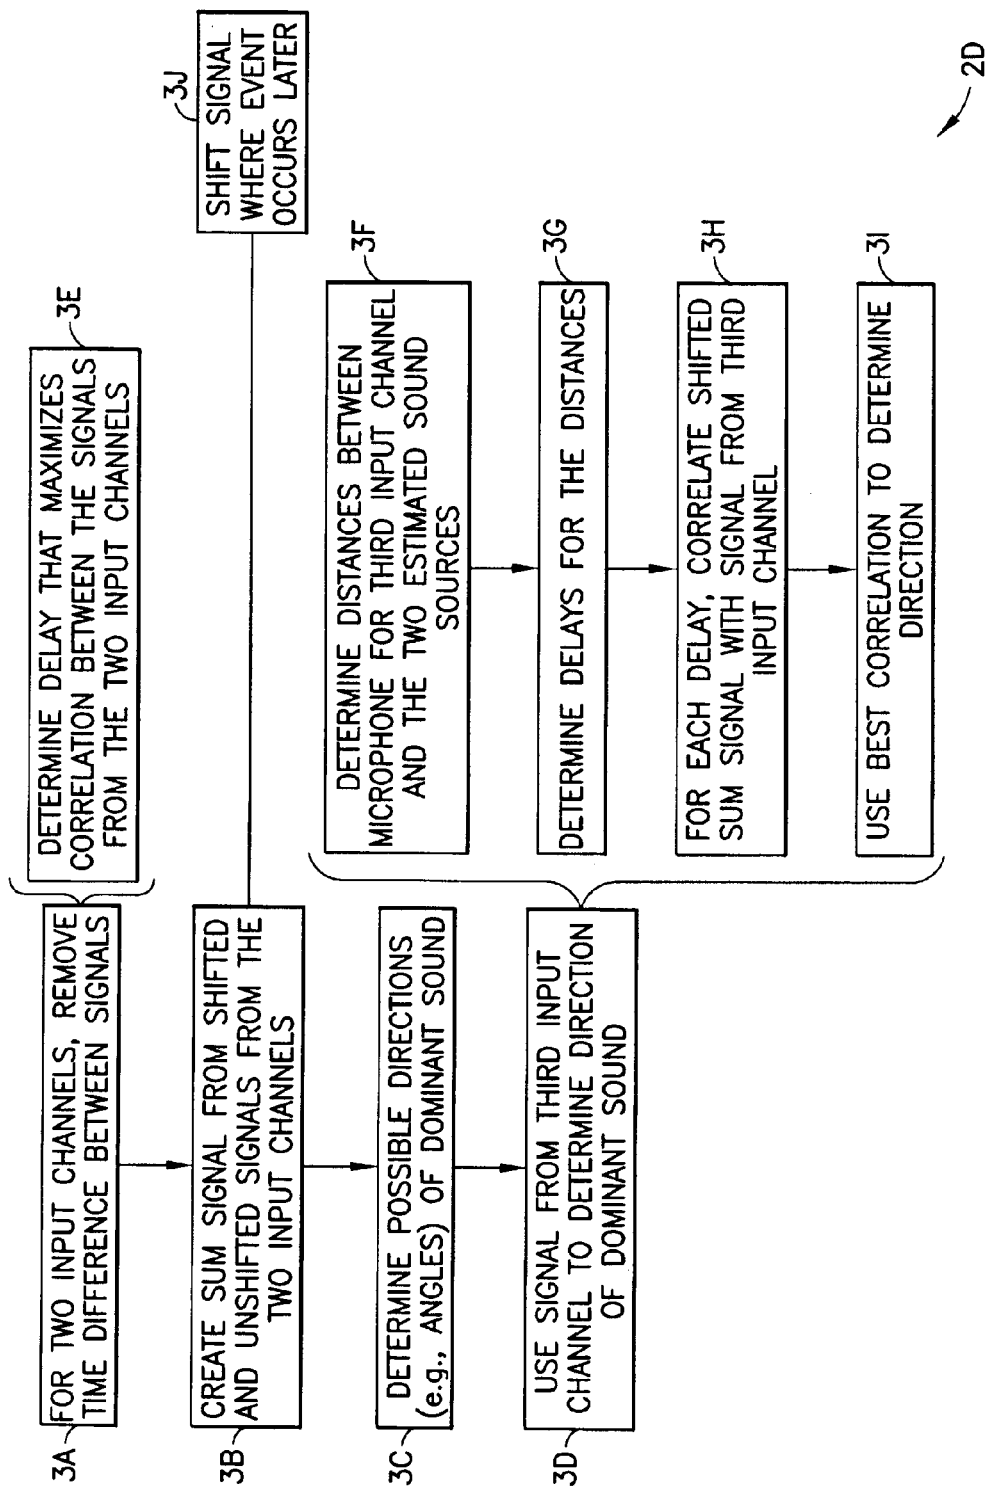 3A
FOR TWO INPUT CHANNELS, REMOVE
TIME DIFFERENCE BETWEEN SIGNALS
3E
DETERMINE DELAY THAT MAXIMIZES
CORRELATION BETWEEN THE SIGNALS
FROM THE TWO INPUT CHANNELS
3B
CREATE SUM SIGNAL FROM SHIFTED
AND UNSHIFTED SIGNALS FROM THE
TWO INPUT CHANNELS
3J
SHIFT SIGNAL
WHERE EVENT
OCCURS LATER
3C
DETERMINE POSSIBLE DIRECTIONS
(e.g., ANGLES) OF DOMINANT SOUND
3D
USE SIGNAL FROM THIRD INPUT
CHANNEL TO DETERMINE DIRECTION
OF DOMINANT SOUND
3F
DETERMINE DISTANCES BETWEEN
MICROPHONE FOR THIRD INPUT CHANNEL
AND THE TWO ESTIMATED SOUND
SOURCES
3G
DETERMINE DELAYS FOR THE DISTANCES
3H
FOR EACH DELAY, CORRELATE SHIFTED
SUM SIGNAL WITH SIGNAL FROM THIRD
INPUT CHANNEL
3I
USE BEST CORRELATION TO DETERMINE
DIRECTION
2D